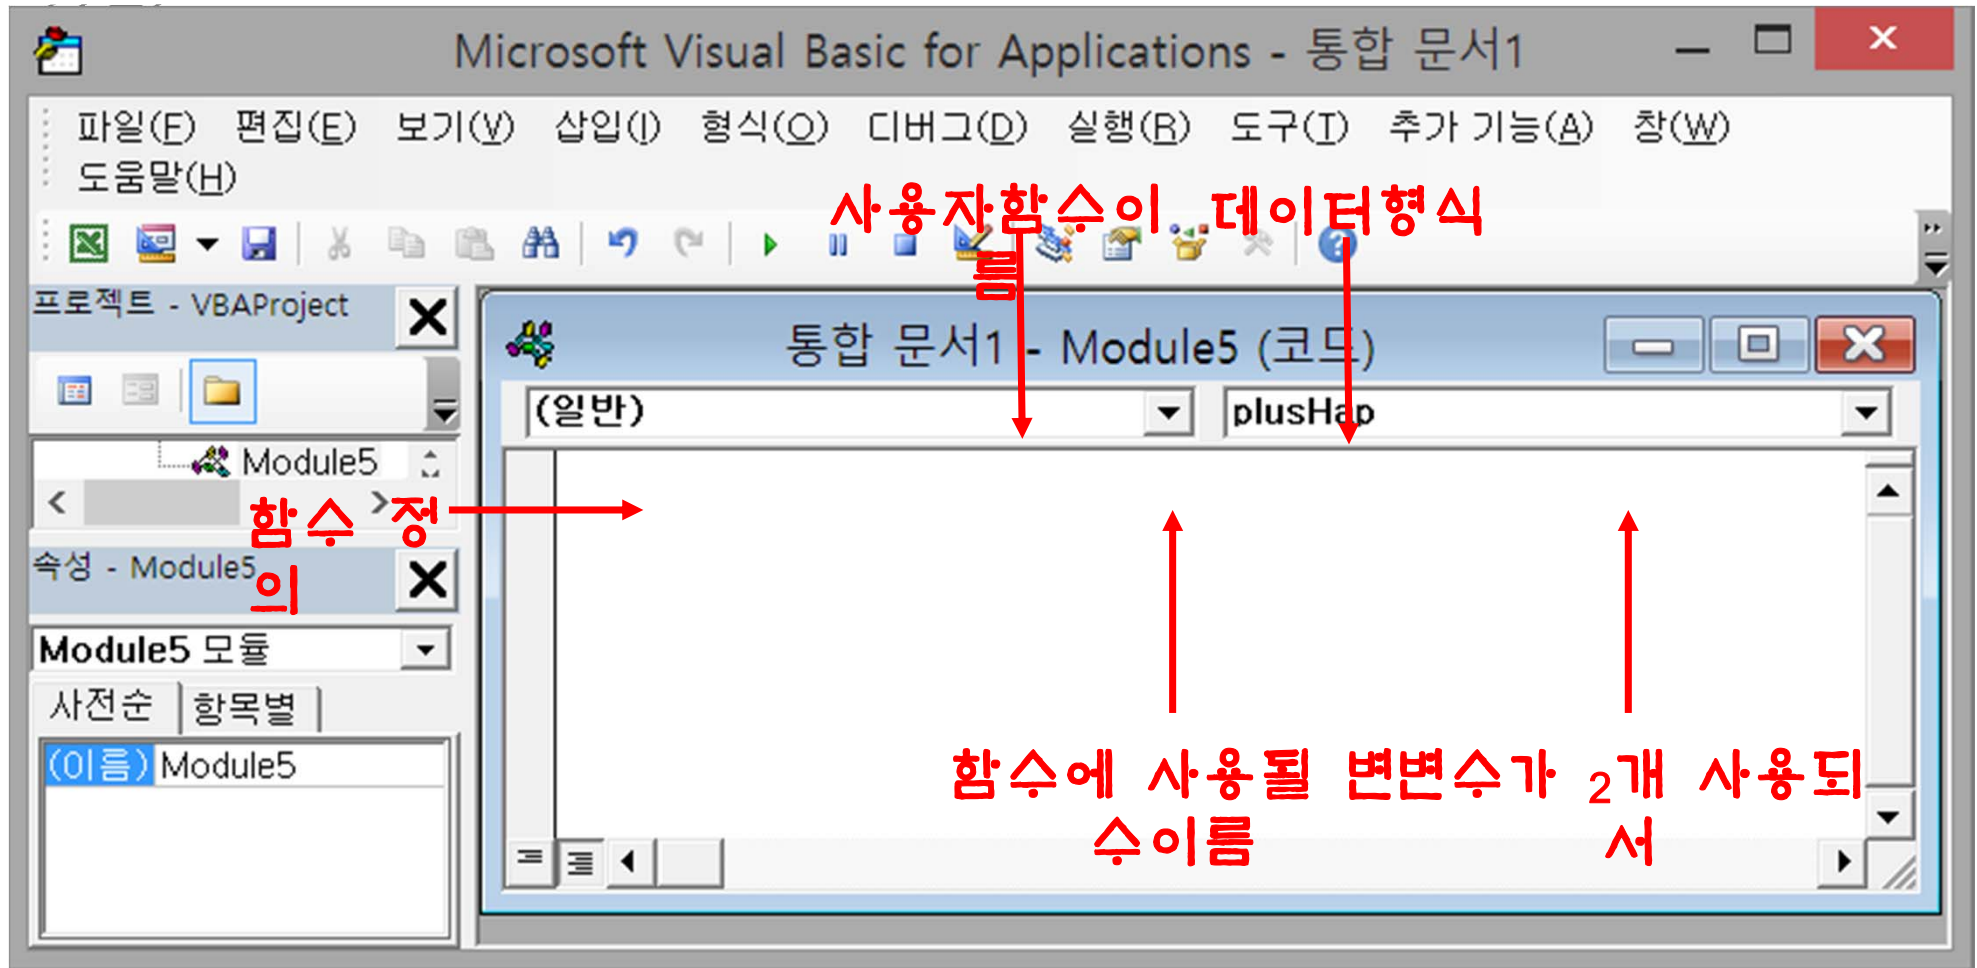 Microsoft Visual Basic for Applications - 통합 문서1
파일(F) 편집(E) 보기(V) 삽입(I) 형식(O) 디버그(D) 실행(R) 도구(T) 추가 기능(A) 창(W)
도움말(H)
사용자함수이
름
데이터형식
프로젝트 - VBAProject
통합 문서1 - Module5 (코드)
(일반)
plusHap
Module5
함수 정
의
속성 - Module5
Module5 모듈
사전순 항목별
(이름) Module5
함수에 사용될 변
수이름
변수가 2개 사용되
서